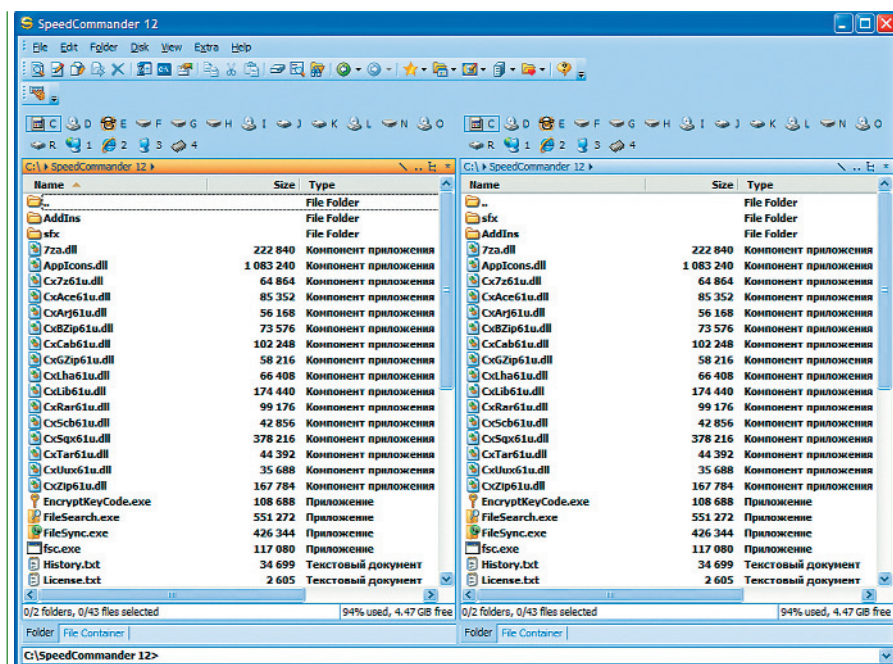 SpeedCommander 12
File Edit Folder Disk View Extra Help
C D E F G H I J K L N O
R 1 2 3 4
C:\ SpeedCommander 12
Name Size Type
.. File Folder
AddIns File Folder
sfx File Folder
7za.dll 222 840 Компонент приложения
AppIcons.dll 1 083 240 Компонент приложения
Cx7z61u.dll 64 864 Компонент приложения
CxAce61u.dll 85 352 Компонент приложения
CxArj61u.dll 56 168 Компонент приложения
CxBZip61u.dll 73 576 Компонент приложения
CxCab61u.dll 102 248 Компонент приложения
CxGZip61u.dll 58 216 Компонент приложения
CxLha61u.dll 66 408 Компонент приложения
CxLib61u.dll 174 440 Компонент приложения
CxRar61u.dll 99 176 Компонент приложения
CxScb61u.dll 42 856 Компонент приложения
CxSqx61u.dll 378 216 Компонент приложения
CxTar61u.dll 44 392 Компонент приложения
CxUux61u.dll 35 688 Компонент приложения
CxZip61u.dll 167 784 Компонент приложения
EncryptKeyCode.exe 108 688 Приложение
FileSearch.exe 551 272 Приложение
FileSync.exe 426 344 Приложение
fsc.exe 117 080 Приложение
History.txt 34 699 Текстовый документ
License.txt 2 605 Текстовый документ
0/2 folders, 0/43 files selected 94% used, 4.47 GiB free
Folder File Container
C D E F G H I J K L N O
R 1 2 3 4
C:\ SpeedCommander 12
Name Size Type
.. File Folder
sfx File Folder
AddIns File Folder
7za.dll 222 840 Компонент приложения
AppIcons.dll 1 083 240 Компонент приложения
Cx7z61u.dll 64 864 Компонент приложения
CxAce61u.dll 85 352 Компонент приложения
CxArj61u.dll 56 168 Компонент приложения
CxBZip61u.dll 73 576 Компонент приложения
CxCab61u.dll 102 248 Компонент приложения
CxGZip61u.dll 58 216 Компонент приложения
CxLha61u.dll 66 408 Компонент приложения
CxLib61u.dll 174 440 Компонент приложения
CxRar61u.dll 99 176 Компонент приложения
CxScb61u.dll 42 856 Компонент приложения
CxSqx61u.dll 378 216 Компонент приложения
CxTar61u.dll 44 392 Компонент приложения
CxUux61u.dll 35 688 Компонент приложения
CxZip61u.dll 167 784 Компонент приложения
EncryptKeyCode.exe 108 688 Приложение
FileSearch.exe 551 272 Приложение
FileSync.exe 426 344 Приложение
fsc.exe 117 080 Приложение
History.txt 34 699 Текстовый документ
License.txt 2 605 Текстовый документ
0/2 folders, 0/43 files selected 94% used, 4.47 GiB free
Folder File Container
C:\SpeedCommander 12>